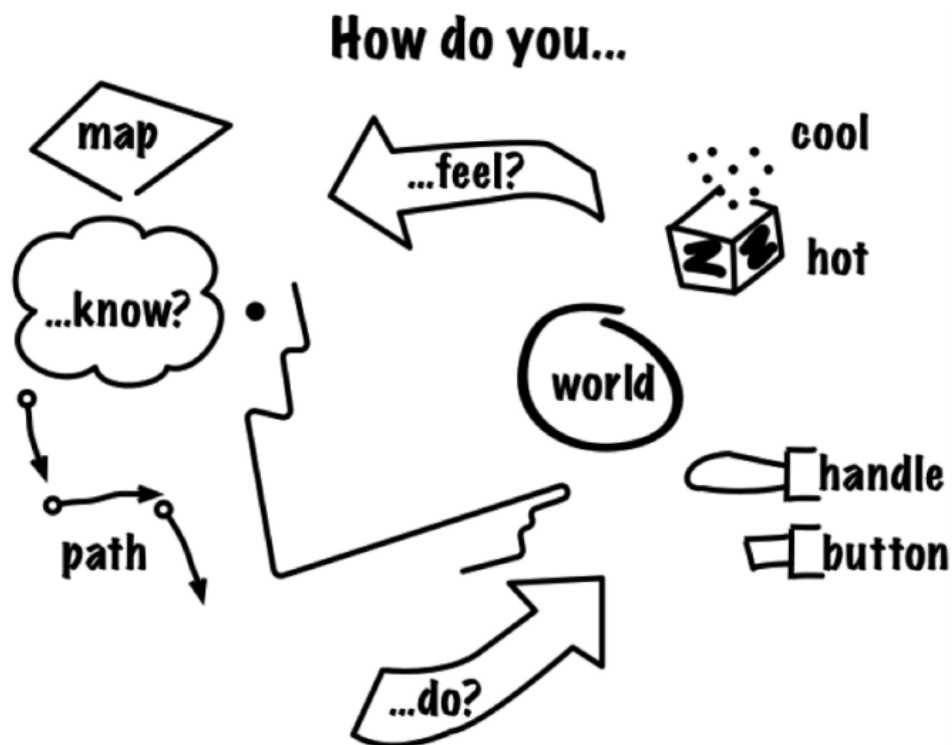 How do you...
map
...feel?
cool
hot
...know?
world
handle
path
button
...do?